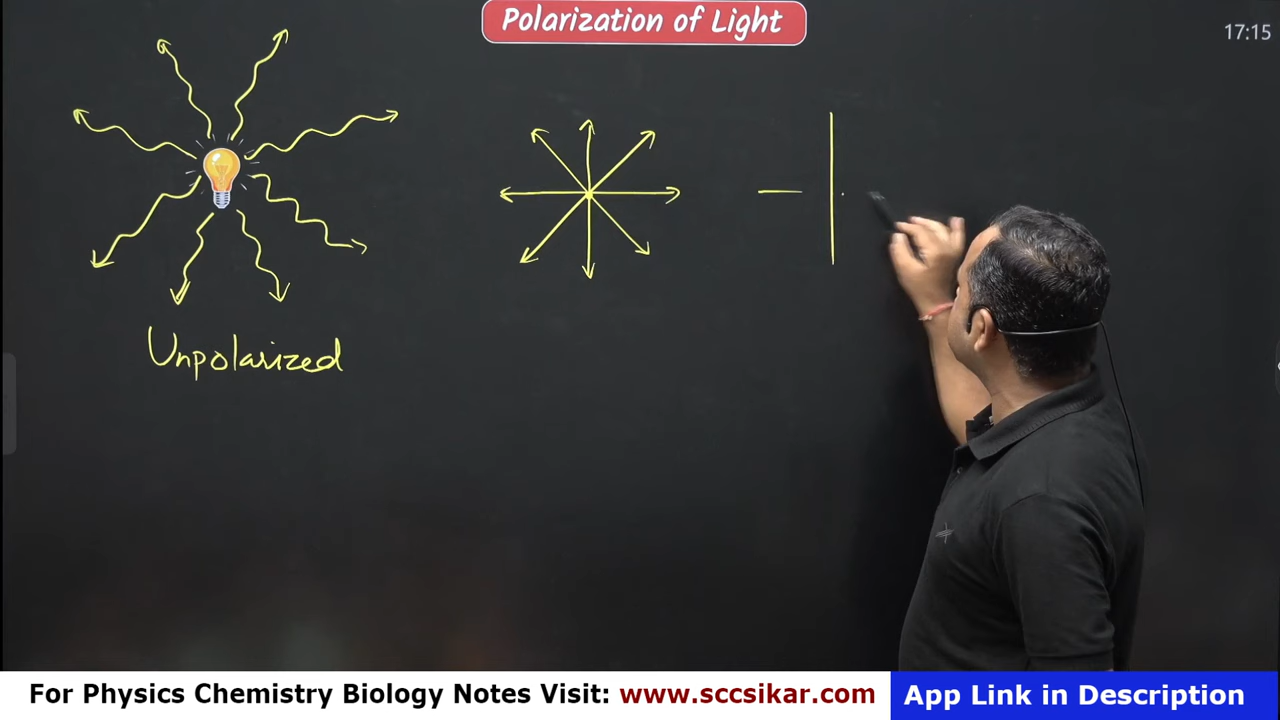 Polarization of Light
17:15
Unpolarized
For Physics Chemistry Biology Notes Visit: www.sccsikar.com
App Link in Description